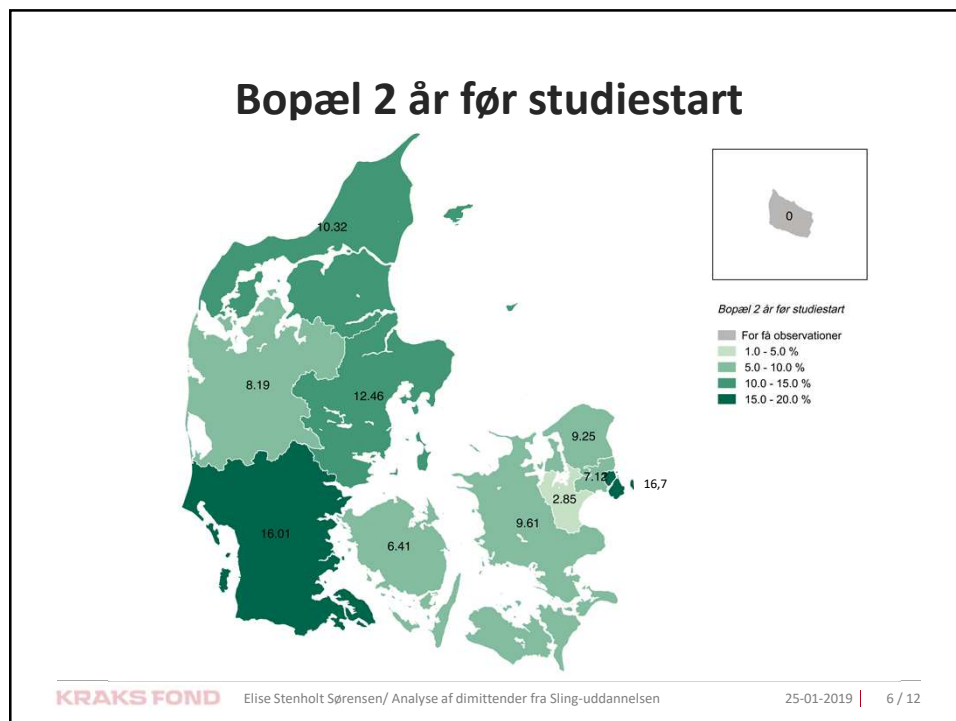 Bopæl 2 år før studiestart
10.32
0
Bopæl 2 år før studiestart
For få observationer
1.0 - 5.0 %
5.0 - 10.0 %
10.0 - 15.0 %
15.0 - 20.0 %
8.19
12.46
9.25
7.12
16,7
2.85
9.61
16.01
6.41
KRAKS FOND Elise Stenholt Sørensen/ Analyse af dimittender fra Sling-uddannelsen 25-01-2019 6 / 12